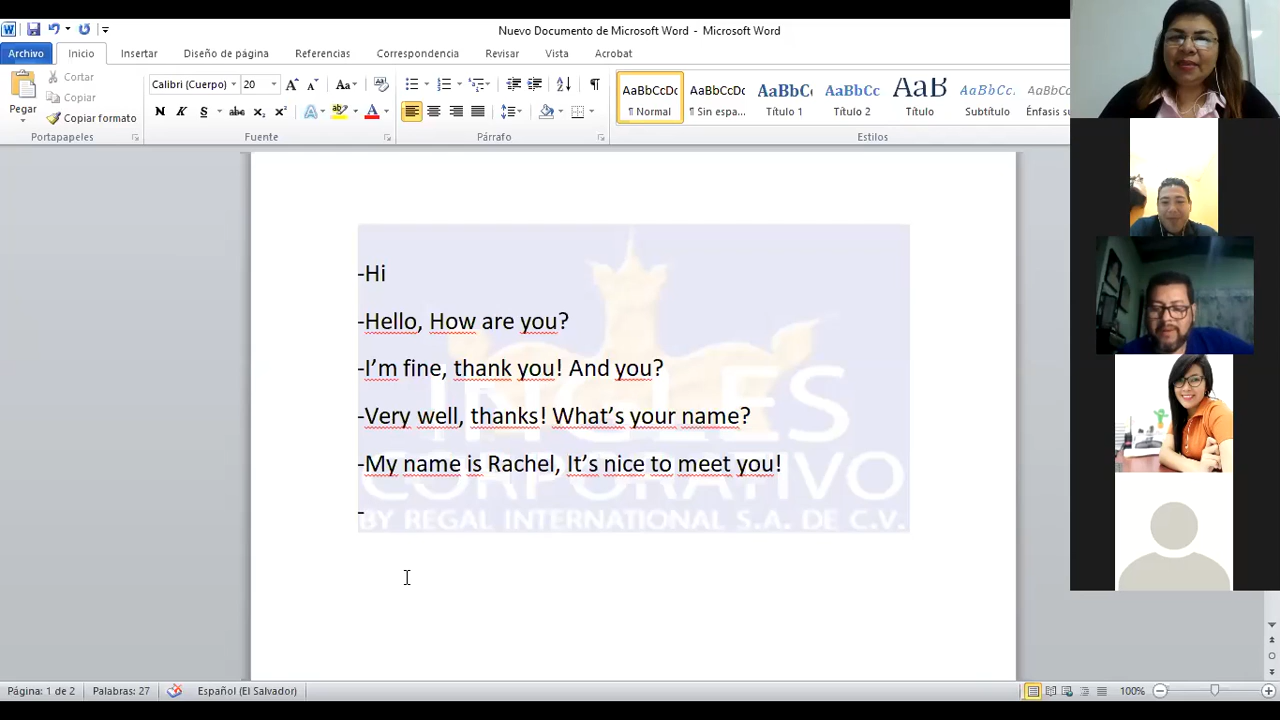 Nuevo Documento de Microsoft Word - Microsoft Word
Archivo Inicio Insertar Diseño de página Referencias Correspondencia Revisar Vista Acrobat
Pegar
Cortar
Copiar
Copiar formato
Portapapeles
Calibri (Cuerpo) 20
Fuente
Párrafo
AaBbCcDc AaBbCcDc AaBbCc AaBbCc AaB AaBbCc. AaBbCcDc
¶ Normal ¶ Sin espa... Título 1 Título 2 Título Subtítulo Énfasis su
Estilos
-Hi
-Hello, How are you?
-I'm fine, thank you! And you?
-Very well, thanks! What's your name?
-My name is Rachel, It's nice to meet you!
-
INGLES
CORPORATIVO
BY REGAL INTERNATIONAL S.A. DE C.V.
Página: 1 de 2 Palabras: 27 Español (El Salvador) 100%